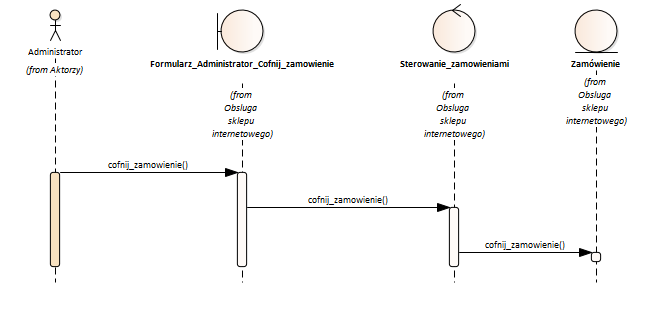 Administrator
(from Aktorzy)
Formularz_Administrator_Cofnij_zamowienie
(from
Obsluga
sklepu
internetowego)
Sterowanie_zamowieniami
(from
Obsluga
sklepu
internetowego)
Zamówienie
(from
Obsluga
sklepu
internetowego)
cofnij_zamowienie()
cofnij_zamowienie()
cofnij_zamowienie()